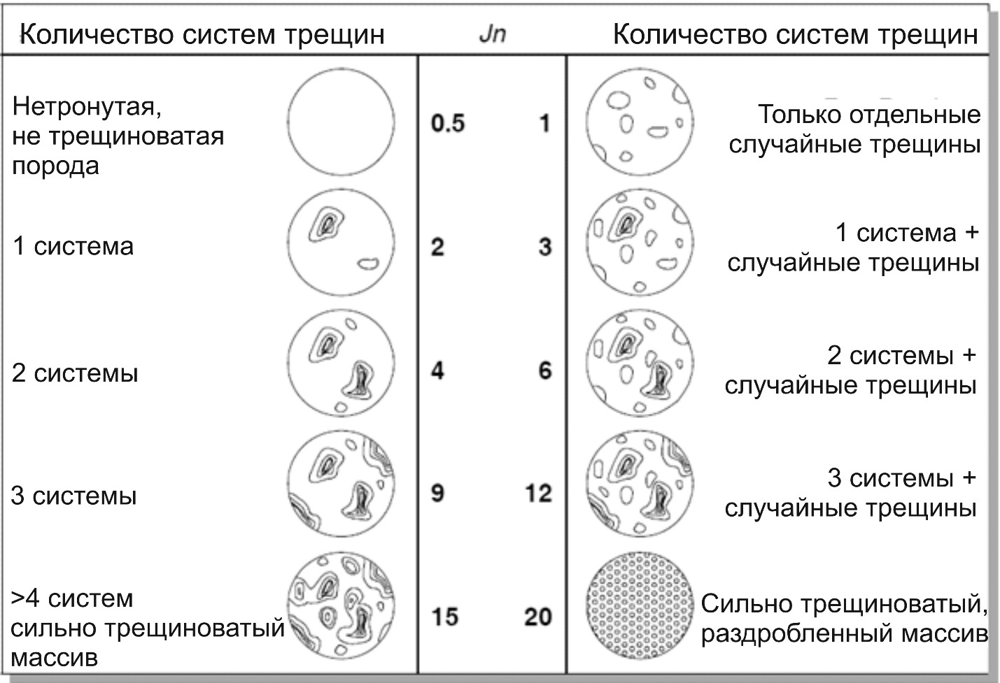 Количество систем трещин Jn Количество систем трещин
Нетронутая,
не трещиноватая
порода
0.5 1
Только отдельные
случайные трещины
1 система
2 3
1 система +
случайные трещины
2 системы
4 6
2 системы +
случайные трещины
3 системы
9 12
3 системы +
случайные трещины
>4 систем
сильно трещиноватый
массив
15 20
Сильно трещиноватый,
раздробленный массив